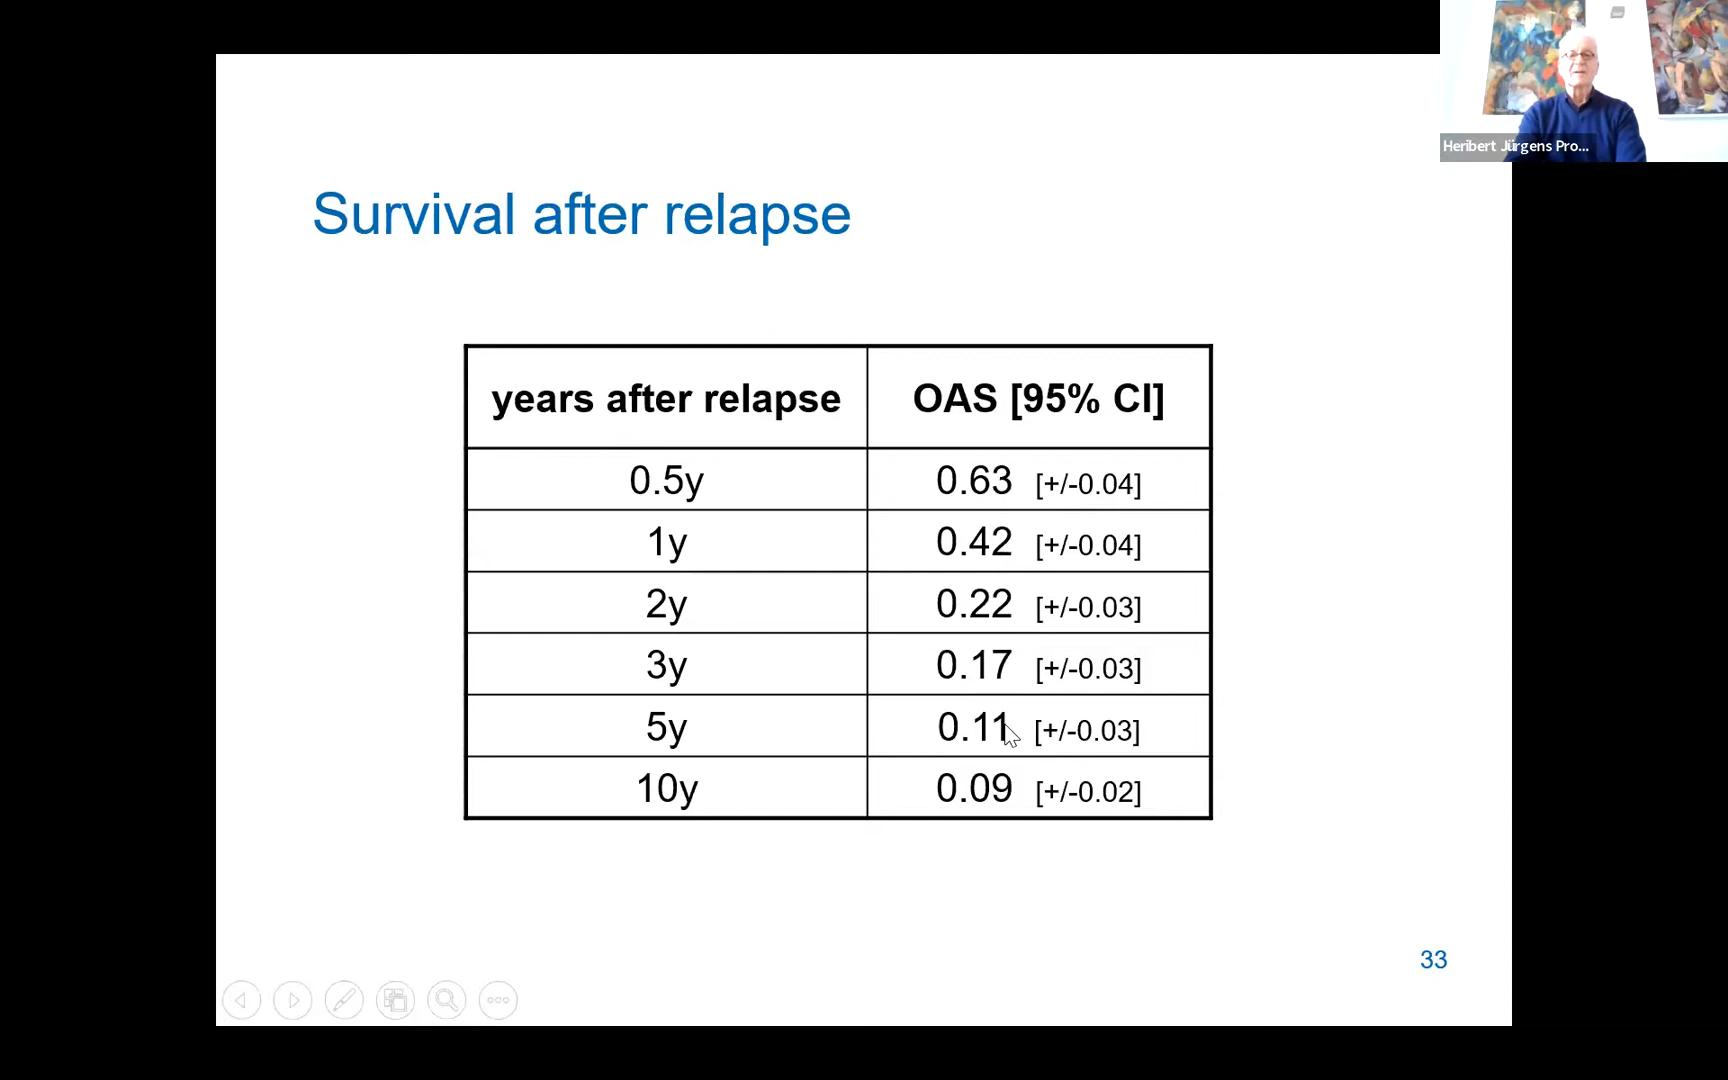 Heribert Jürgens Pro...
Survival after relapse
years after relapse OAS [95% CI]
0.5y 0.63 [+/-0.04]
1y 0.42 [+/-0.04]
2y 0.22 [+/-0.03]
3y 0.17 [+/-0.03]
5y 0.11 [+/-0.03]
10y 0.09 [+/-0.02]
33